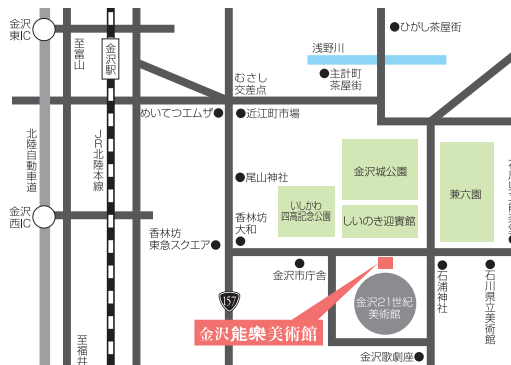 金沢
東IC
至富山
金沢駅
ひがし茶屋街
浅野川
主計町
茶屋街
むさし
交差点
めいてつエムザ
近江町市場
北陸自動車道
JR北陸本線
金沢城公園
兼六園
尾山神社
いしかわ
四高記念公園
しいのき迎賓館
金沢
西IC
香林坊
大和
香林坊
東急スクエア
金沢市庁舎
石浦神社
石川県立美術館
157
金沢21世紀
美術館
金沢能樂美術館
至福井
金沢歌劇座